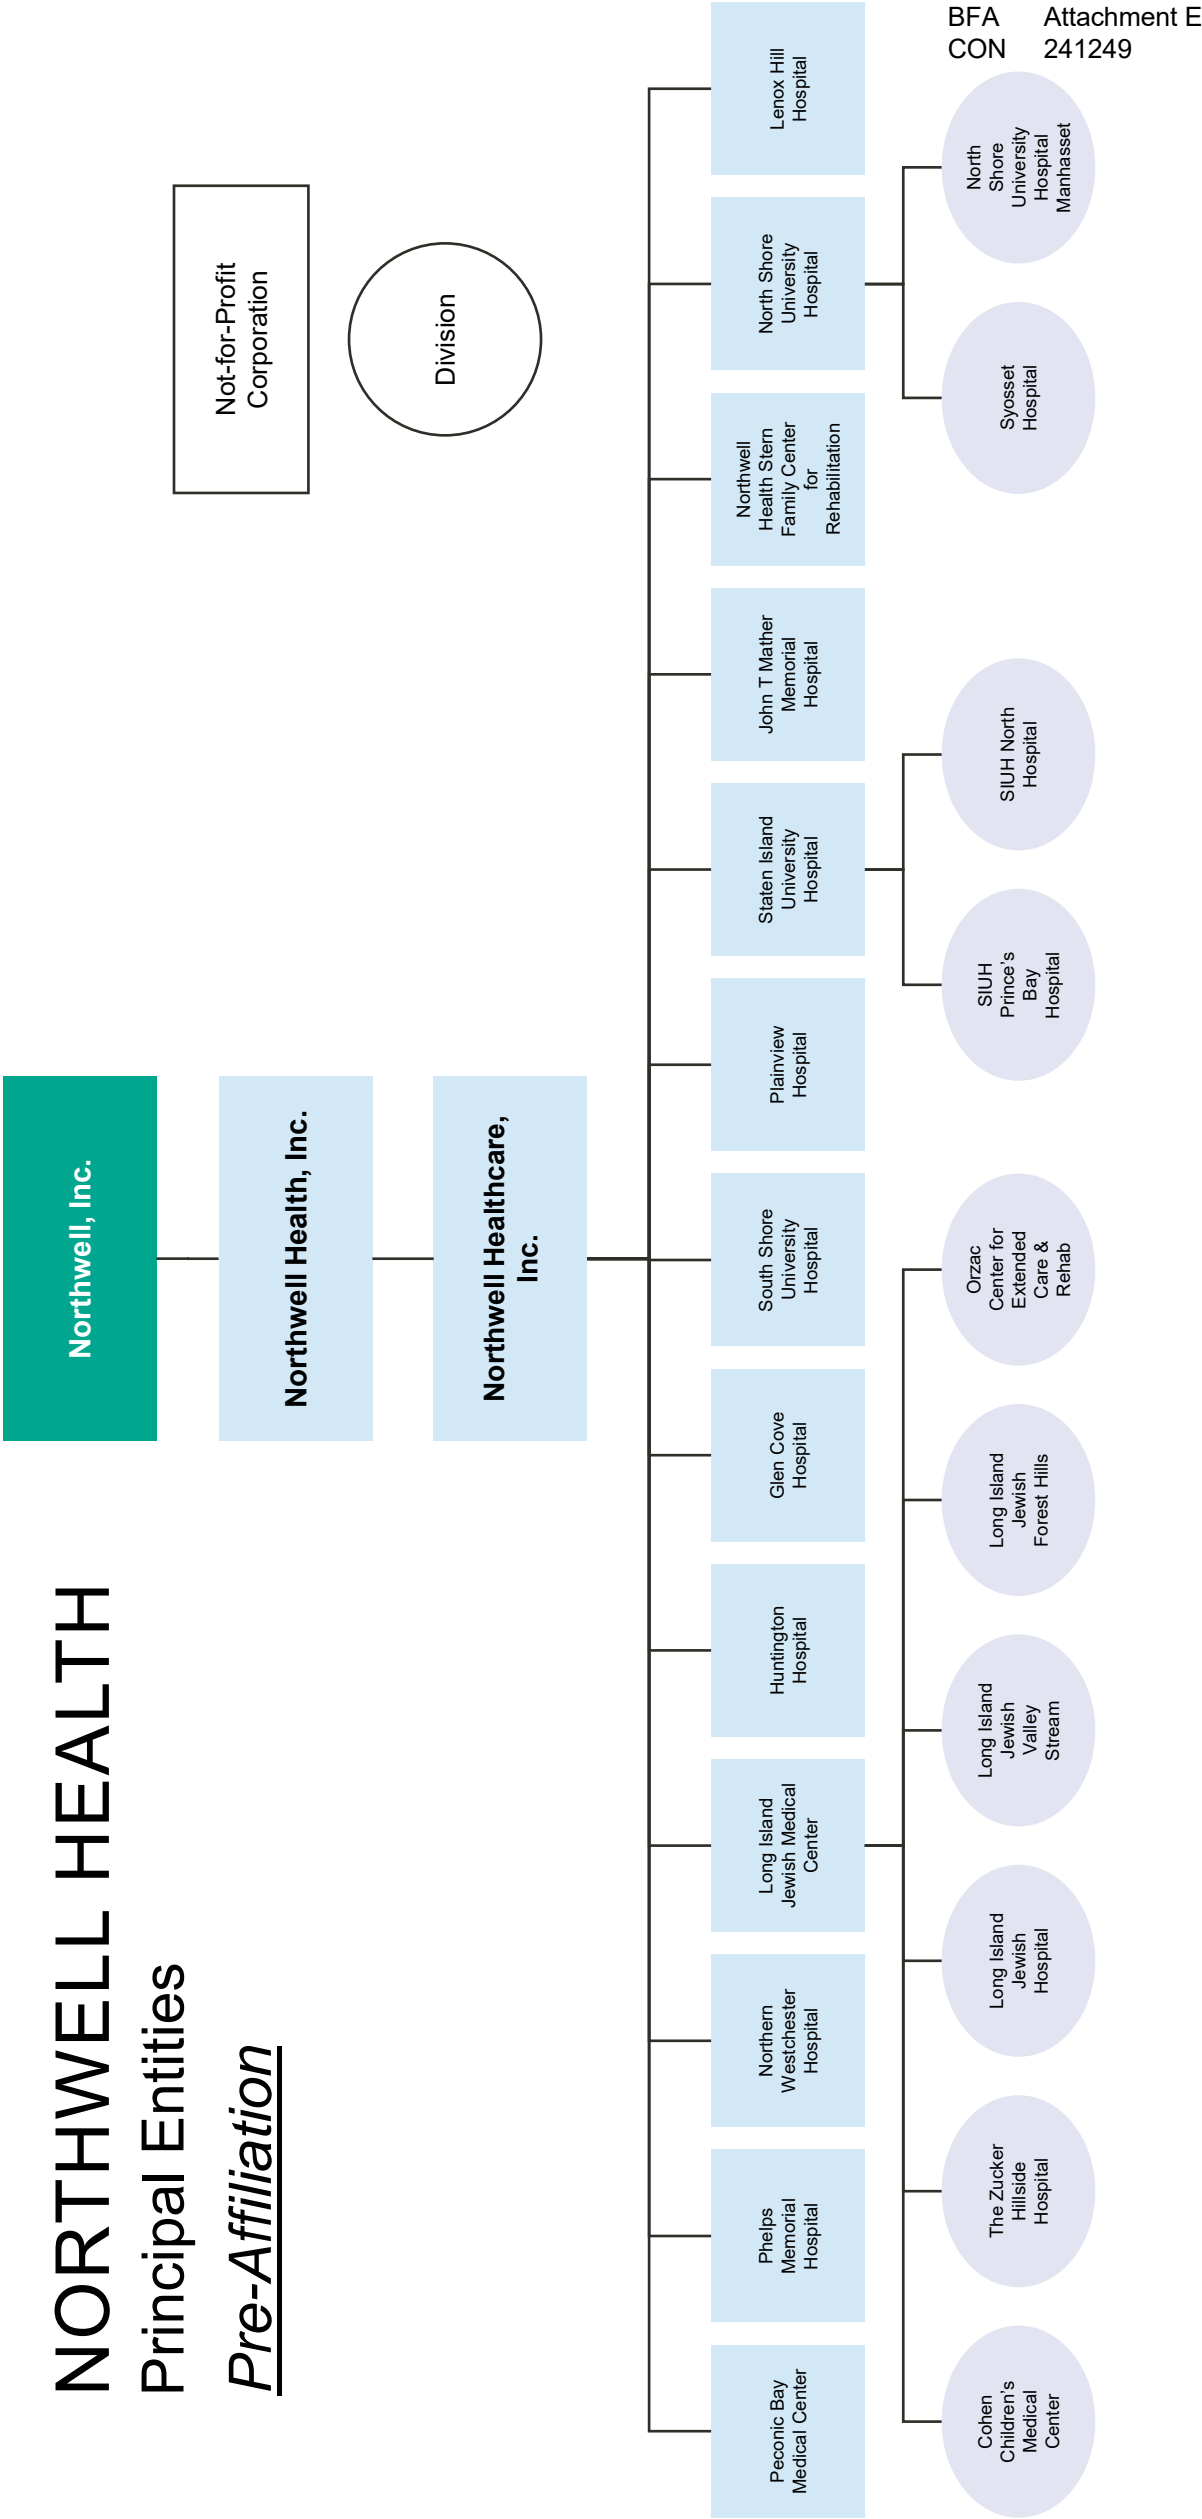 BFA Attachment E
CON 241249
NORTHWELL HEALTH
Principal Entities
Pre-Affiliation
Northwell, Inc.
Northwell Health, Inc.
Northwell Healthcare,
Inc.
Not-for-Profit
Corporation
Division
Peconic Bay
Medical Center
Phelps
Memorial
Hospital
Northern
Westchester
Hospital
Long Island
Jewish Medical
Center
Huntington
Hospital
Glen Cove
Hospital
South Shore
University
Hospital
Plainview
Hospital
Staten Island
University
Hospital
John T Mather
Memorial
Hospital
Northwell
Health Stern
Family Center
for
Rehabilitation
North Shore
University
Hospital
Lenox Hill
Hospital
Cohen
Children’s
Medical
Center
The Zucker
Hillside
Hospital
Long Island
Jewish
Hospital
Long Island
Jewish
Valley
Stream
Long Island
Jewish
Forest Hills
Orzac
Center for
Extended
Care &
Rehab
SIUH
Prince’s
Bay
Hospital
SIUH North
Hospital
Syosset
Hospital
North
Shore
University
Hospital
Manhasset